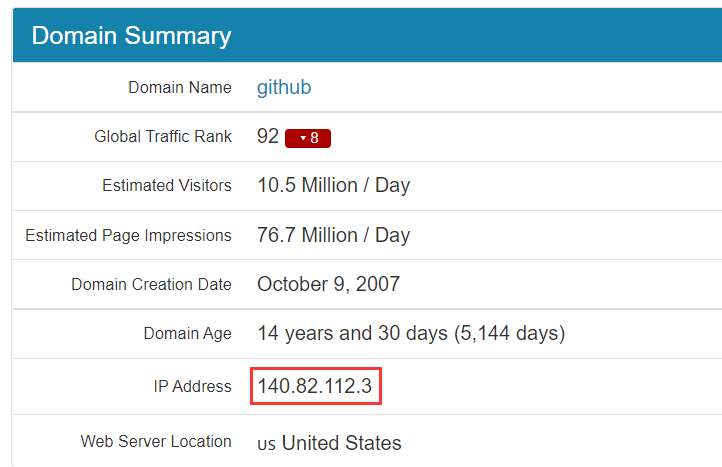 Domain Summary
Domain Name github
Global Traffic Rank 92 8
Estimated Visitors 10.5 Million / Day
Estimated Page Impressions 76.7 Million / Day
Domain Creation Date October 9, 2007
Domain Age 14 years and 30 days (5,144 days)
IP Address 140.82.112.3
Web Server Location us United States